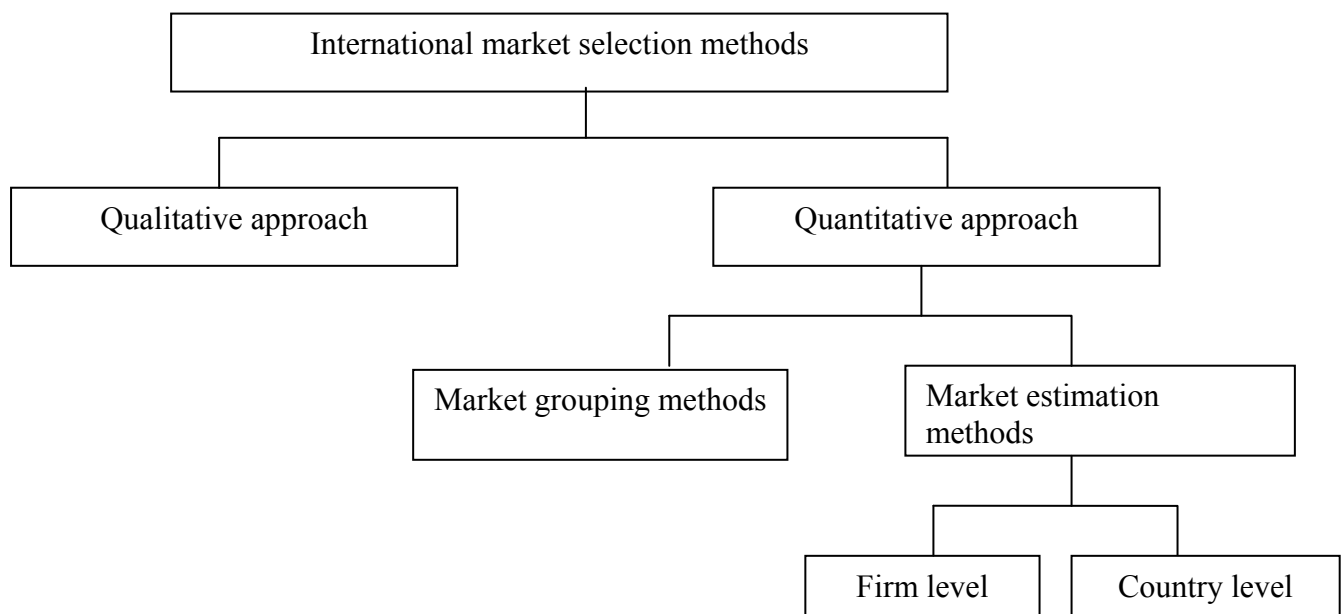 International market selection methods
Qualitative approach
Quantitative approach
Market grouping methods
Market estimation
methods
Firm level
Country level